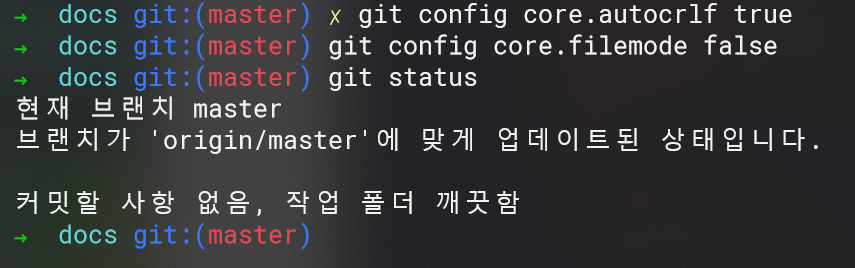 → docs git:(master) ✗ git config core.autocrlf true
→ docs git:(master) git config core.filemode false
→ docs git:(master) git status
현재 브랜치 master
브랜치가 'origin/master'에 맞게 업데이트된 상태입니다.
커밋할 사항 없음, 작업 폴더 깨끗함
→ docs git:(master)